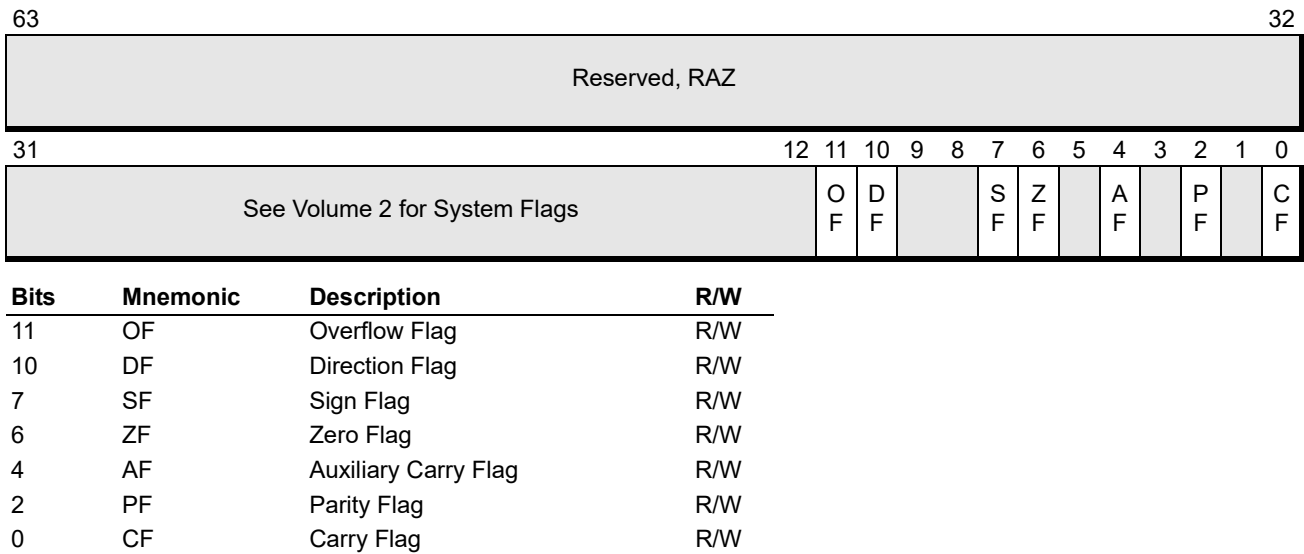 63 32
Reserved, RAZ
31 12 11 10 9 8 7 6 5 4 3 2 1 0
See Volume 2 for System Flags
O D S Z A P C
F F F F F F F
Bits Mnemonic Description R/W
11 OF Overflow Flag R/W
10 DF Direction Flag R/W
7 SF Sign Flag R/W
6 ZF Zero Flag R/W
4 AF Auxiliary Carry Flag R/W
2 PF Parity Flag R/W
0 CF Carry Flag R/W